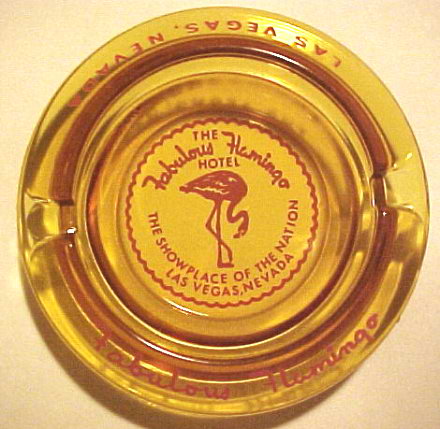 LAS VEGAS, NEVADA
THE
Fabulous Flamingo
HOTEL
THE SHOWPLACE OF THE NATION
LAS VEGAS, NEVADA
Fabulous Flamingo